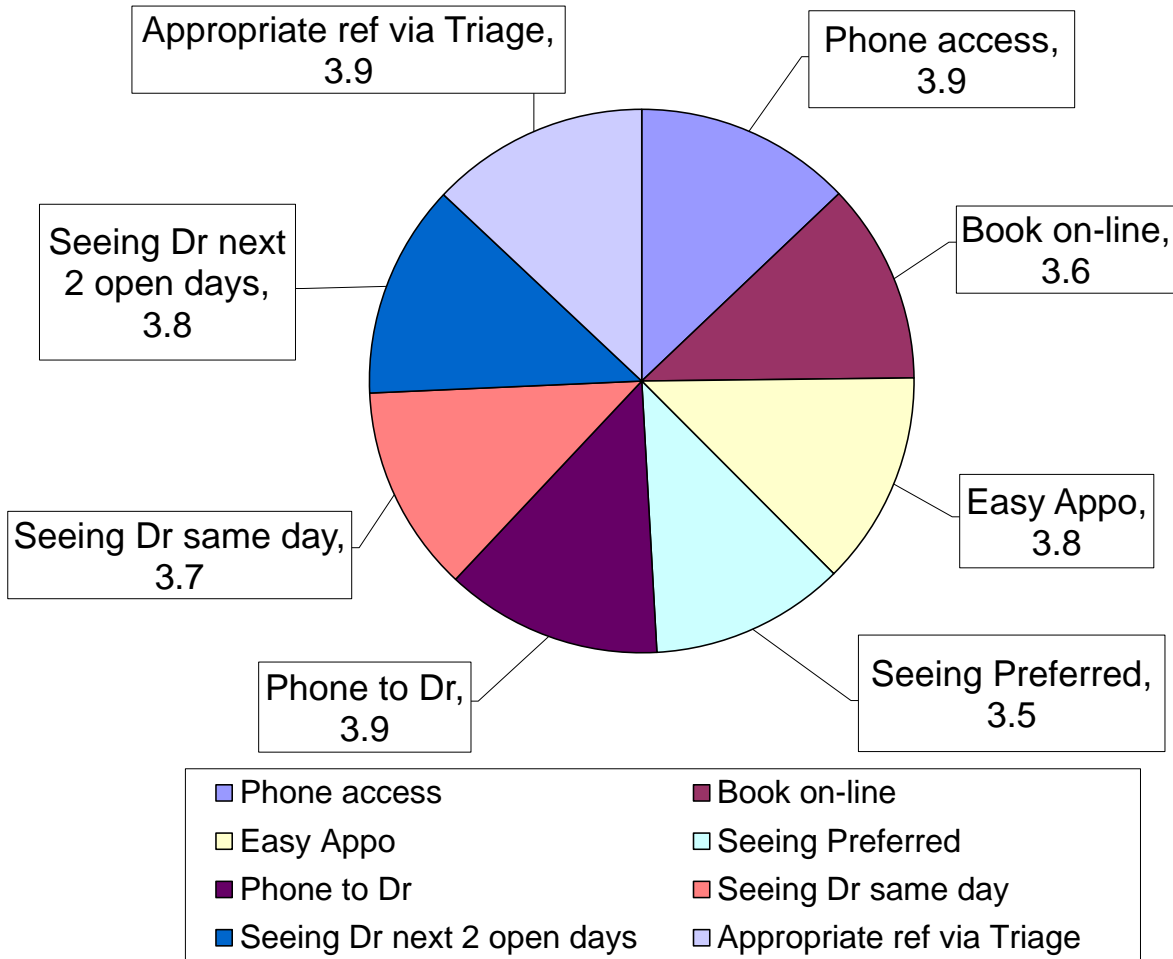 Appropriate ref via Triage,
3.9
Phone access,
3.9
Book on-line,
3.6
Seeing Dr next
2 open days,
3.8
Easy Appo,
3.8
Seeing Dr same day,
3.7
Seeing Preferred,
3.5
Phone to Dr,
3.9
Phone access
Book on-line
Easy Appo
Seeing Preferred
Phone to Dr
Seeing Dr same day
Seeing Dr next 2 open days
Appropriate ref via Triage